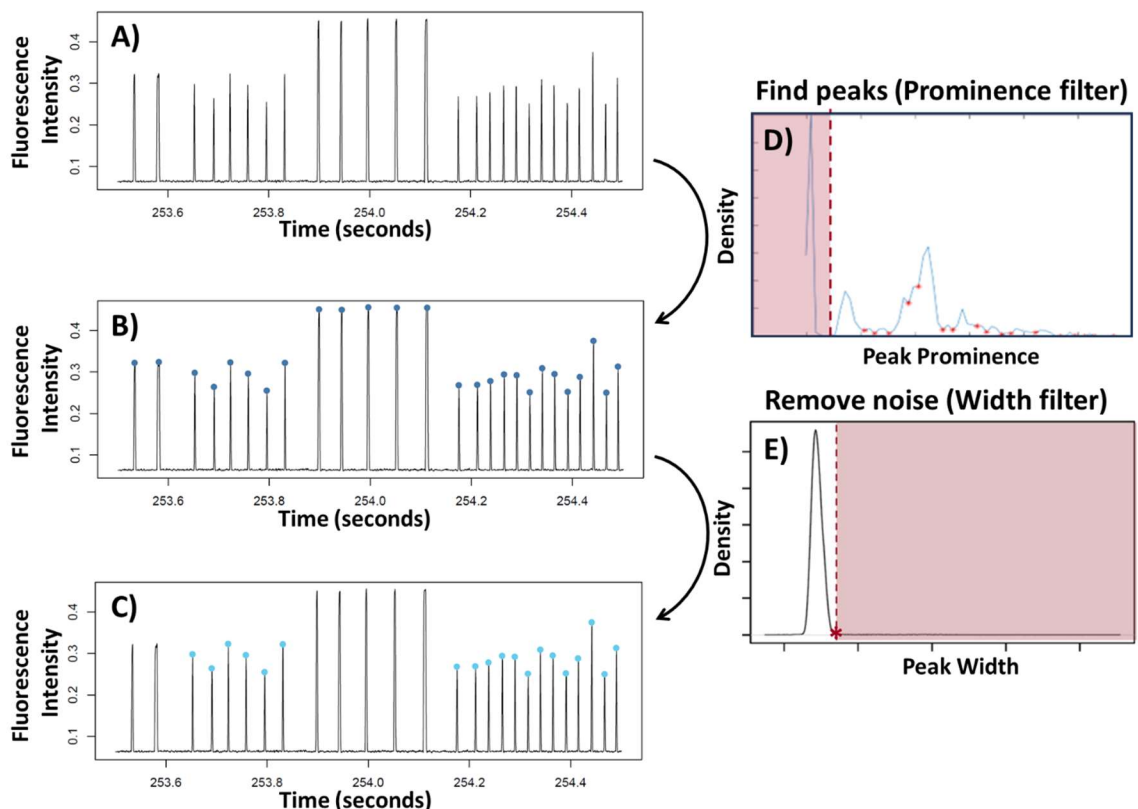 A)
Fluorescence
Intensity
0.4
0.3
0.2
0.1
253.6 253.8 254.0 254.2 254.4
Time (seconds)
B)
Fluorescence
Intensity
0.4
0.3
0.2
0.1
253.6 253.8 254.0 254.2 254.4
Time (seconds)
C)
Fluorescence
Intensity
0.4
0.3
0.2
0.1
253.6 253.8 254.0 254.2 254.4
Time (seconds)
Find peaks (Prominence filter)
D)
Density
Peak Prominence
Remove noise (Width filter)
E)
Density
Peak Width